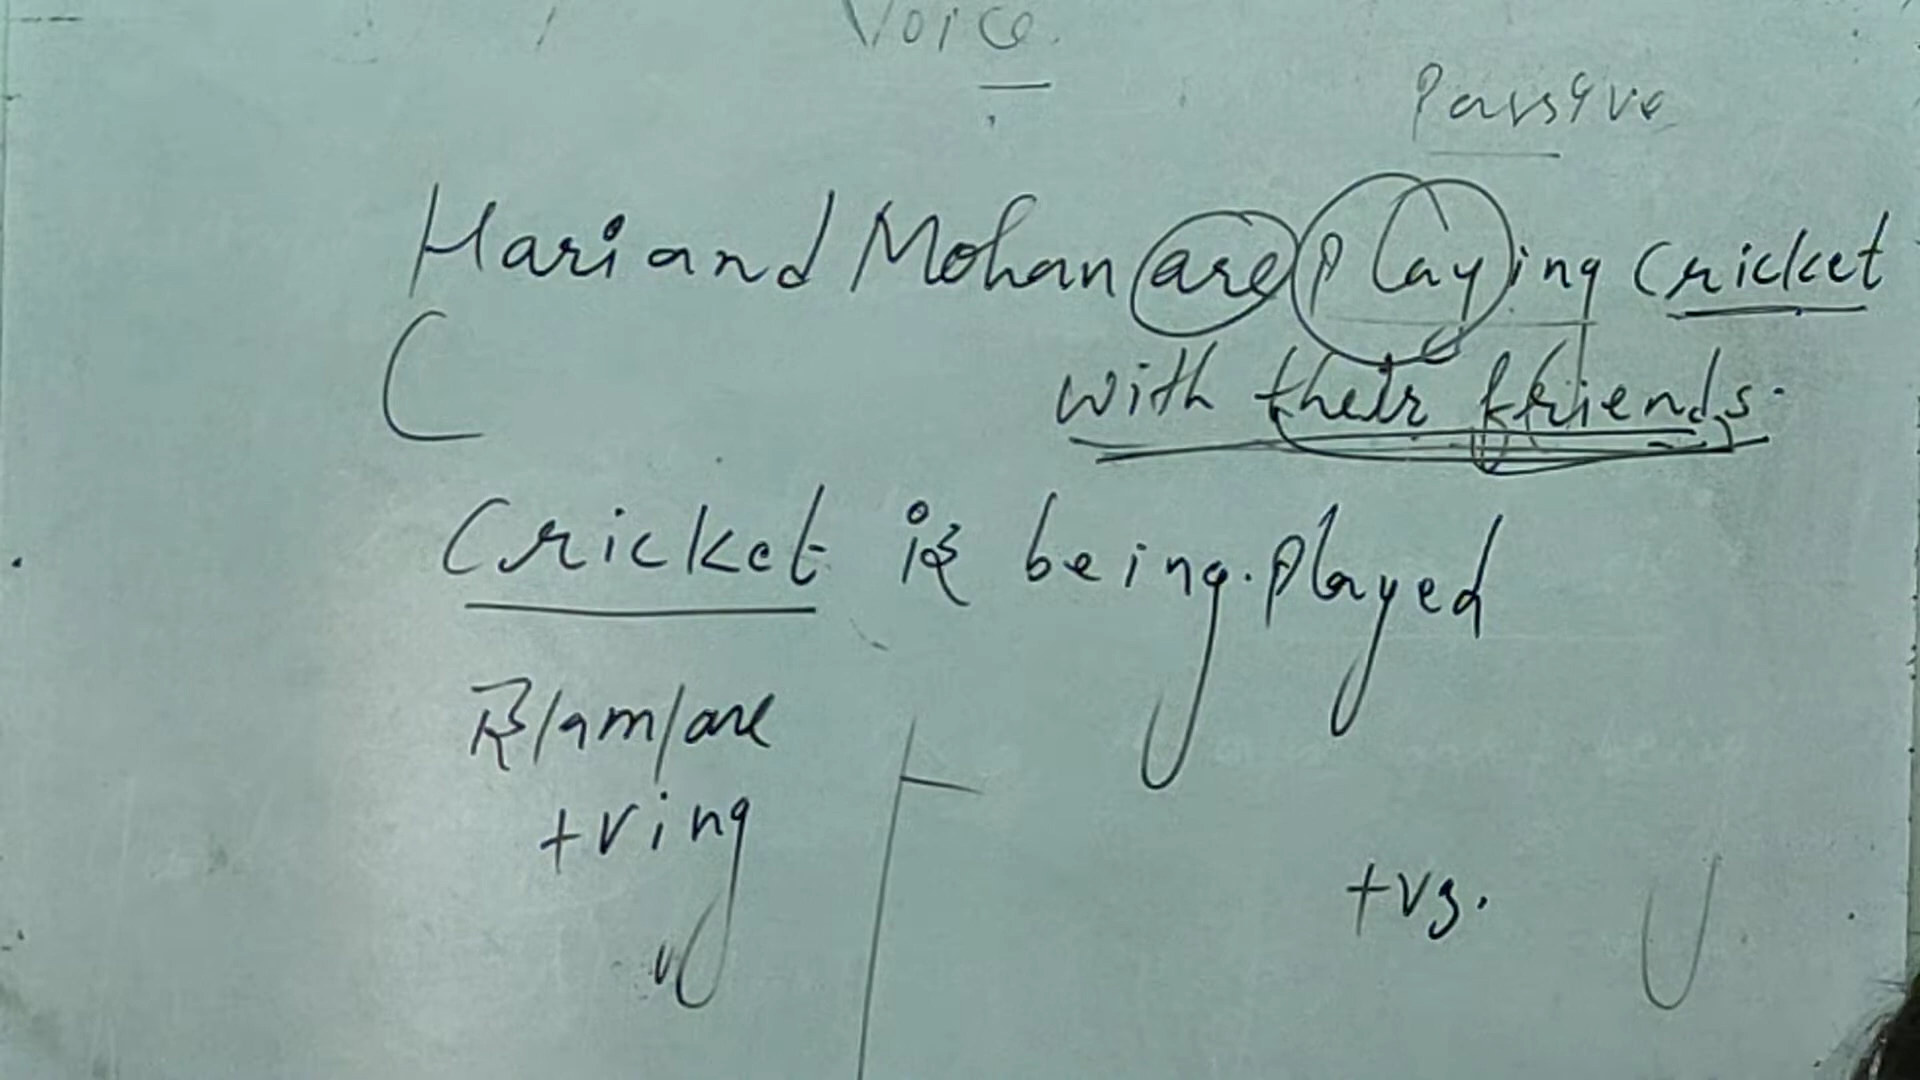 Voice.
Passive
Hari and Mohan are playing cricket
with their friends.
Cricket is being played
is/am/are
+ving
+v3.